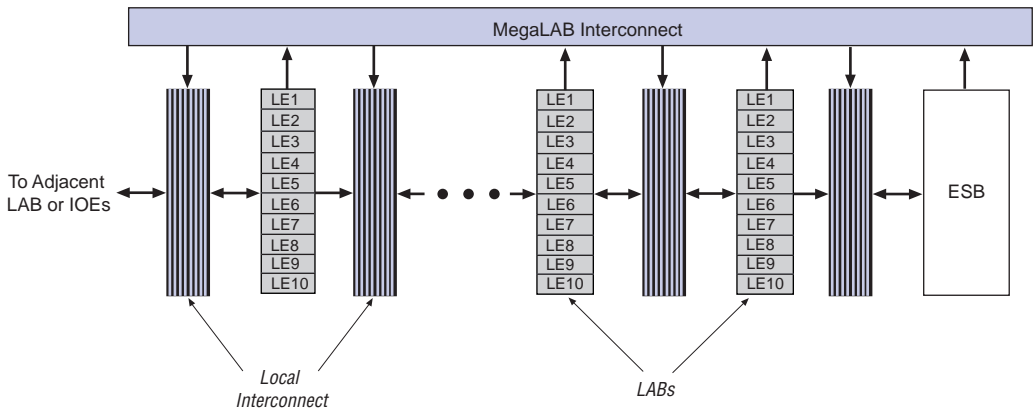 MegaLAB Interconnect
LE1
LE2
LE3
LE4
LE5
LE6
LE7
LE8
LE9
LE10
LE1
LE2
LE3
LE4
LE5
LE6
LE7
LE8
LE9
LE10
LE1
LE2
LE3
LE4
LE5
LE6
LE7
LE8
LE9
LE10
To Adjacent
LAB or IOEs
ESB
Local
Interconnect
LABs